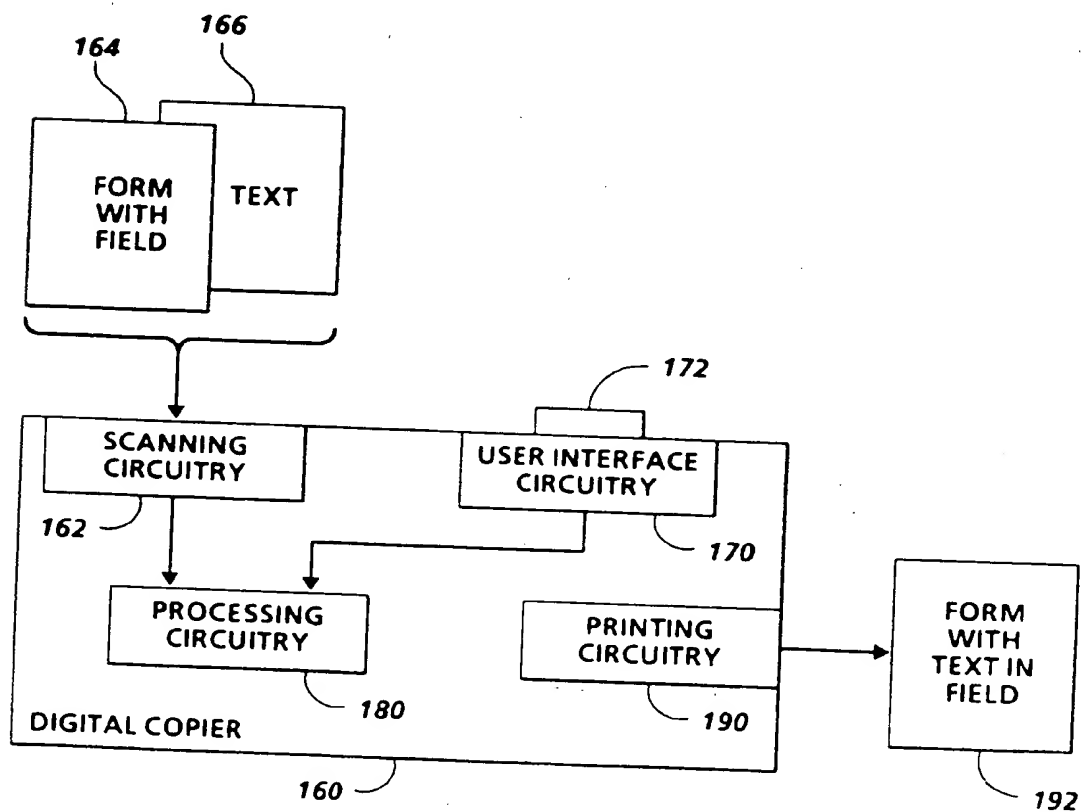 166
164
FORM
WITH
FIELD
TEXT
172
SCANNING
CIRCUITRY
USER INTERFACE
CIRCUITRY
162
170
PROCESSING
CIRCUITRY
PRINTING
CIRCUITRY
FORM
WITH
TEXT IN
FIELD
180
190
DIGITAL COPIER
160
192